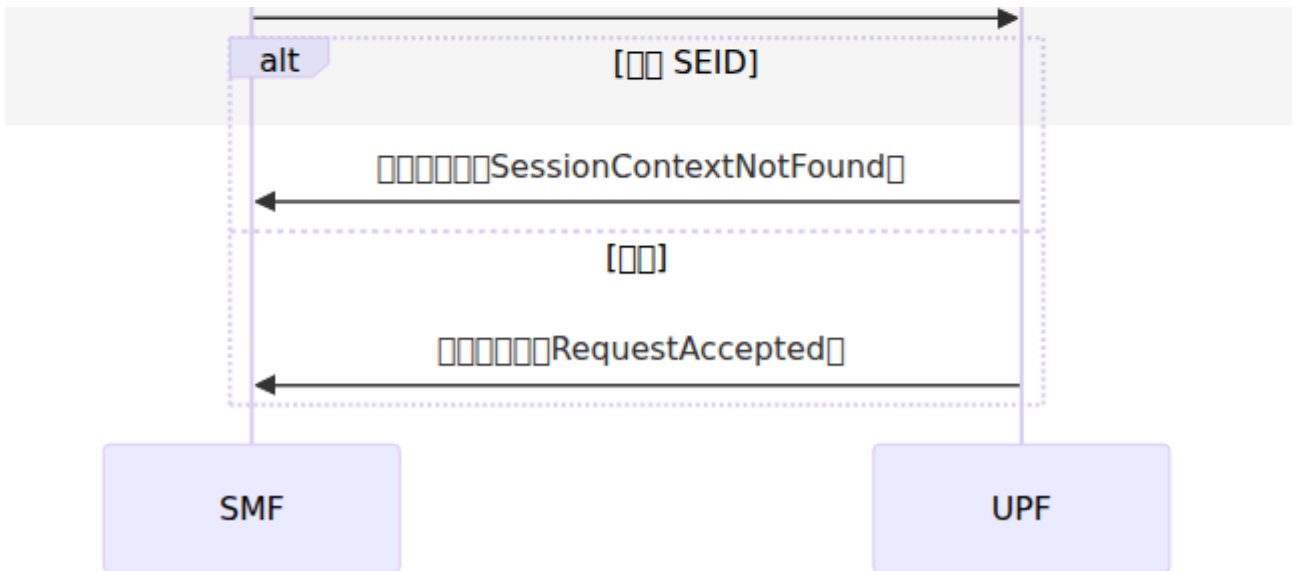 alt
[□□ SEID]
□□□□□□SessionContextNotFound□
[□□]
□□□□□□RequestAccepted□
SMF
UPF